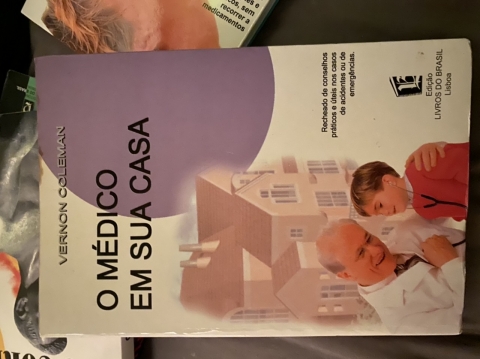 VERNON COLEMAN
O MÉDICO
EM SUA CASA
Recheado de conselhos
práticos e úteis nos casos
de acidentes ou de
emergências.
Edição
LIVROS DO BRASIL
Lisboa
sem
recorrer a
medicamentos